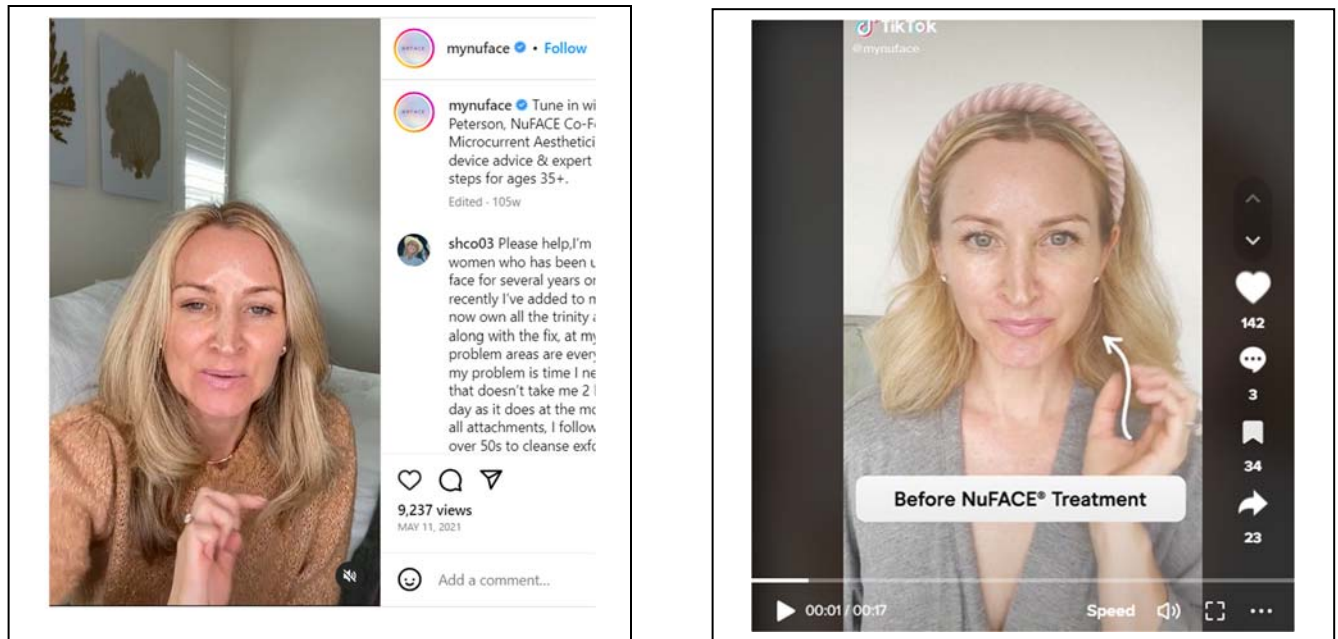 mynuface • Follow
mynuface Tune in wi
Peterson, NuFACE Co-F
Microcurrent Aestheticі
device advice & expert
steps for ages 35+.
Edited · 105w
shco03 Please help,I'm
women who has been u
face for several years or
recently I've added to m
now own all the trinity a
along with the fix, at my
problem areas are every
my problem is time I ne
that doesn't take me 2 l
day as it does at the mo
all attachments, I follow
over 50s to cleanse exfo
9,237 views
MAY 11, 2021
Add a comment...
TikTok
@mynuface
142
3
34
23
Before NuFACE® Treatment
00:01 / 00:17
Speed